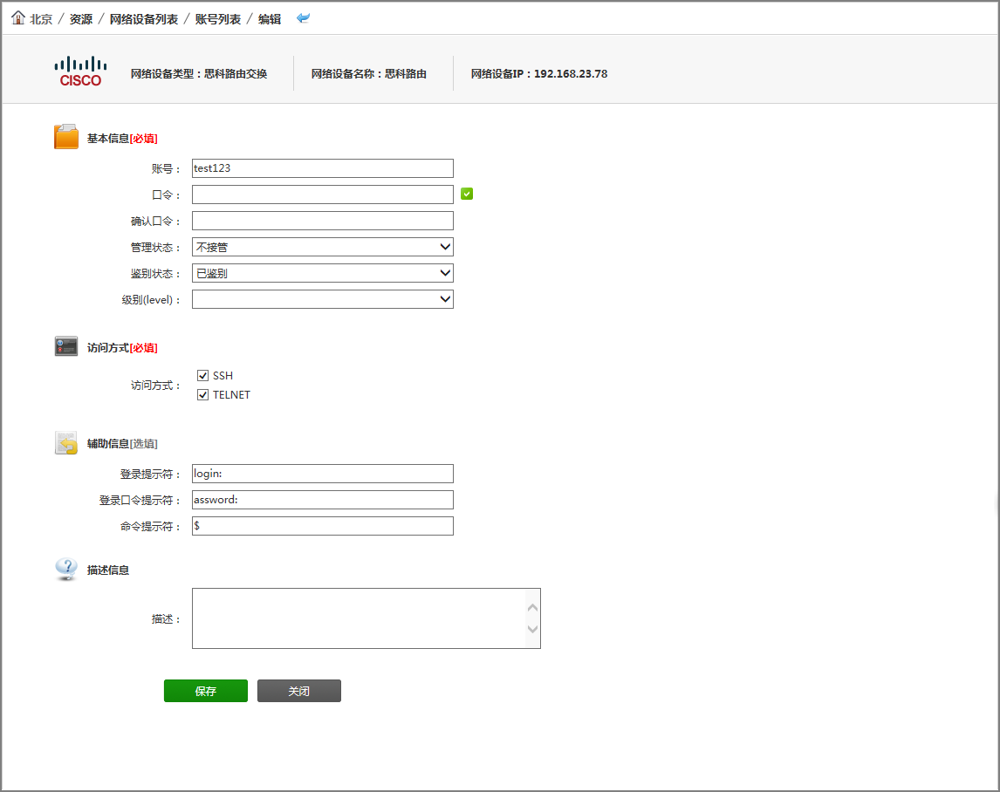 北京 / 资源 / 网络设备列表 / 账号列表 / 编辑
CISCO 网络设备类型：思科路由交换 网络设备名称：思科路由 网络设备IP：192.168.23.78
基本信息[必填]
账号： test123
口令：
确认口令：
管理状态： 不接管
鉴别状态： 已鉴别
级别(level)：
访问方式[必填]
访问方式：
SSH
TELNET
辅助信息[选填]
登录提示符： login:
登录口令提示符： assword:
命令提示符： $
描述信息
描述：
保存 关闭